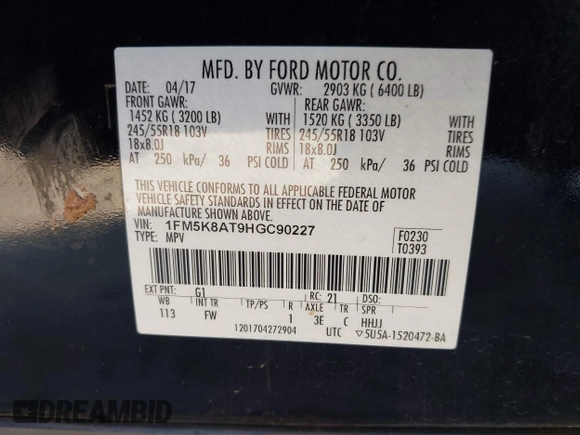 MFD. BY FORD MOTOR CO.
DATE: 04/17 GVWR: 2903 KG ( 6400 LB)
FRONT GAWR: REAR GAWR:
1452 KG ( 3200 LB) WITH 1520 KG ( 3350 LB) WITH
245/55R18 103V TIRES 245/55R18 103V TIRES
18x8.0J RIMS 18x8.0J RIMS
AT 250 kPa/ 36 PSI COLD AT 250 kPa/ 36 PSI COLD
THIS VEHICLE CONFORMS TO ALL APPLICABLE FEDERAL MOTOR
VEHICLE SAFETY STANDARDS IN EFFECT ON THE DATE OF
MANUFACTURE SHOWN ABOVE.
VIN: 1FM5K8AT9HGC90227 F0230
TYPE: MPV T0393
EXT PNT: G1 RC: 21 DSO:
WB INT TR TP/PS R AXLE TR SPR
113 FW 1 3E C HHJJ
1201704272904 UTC ▽5U5A-1520472-BA
DREAMBID